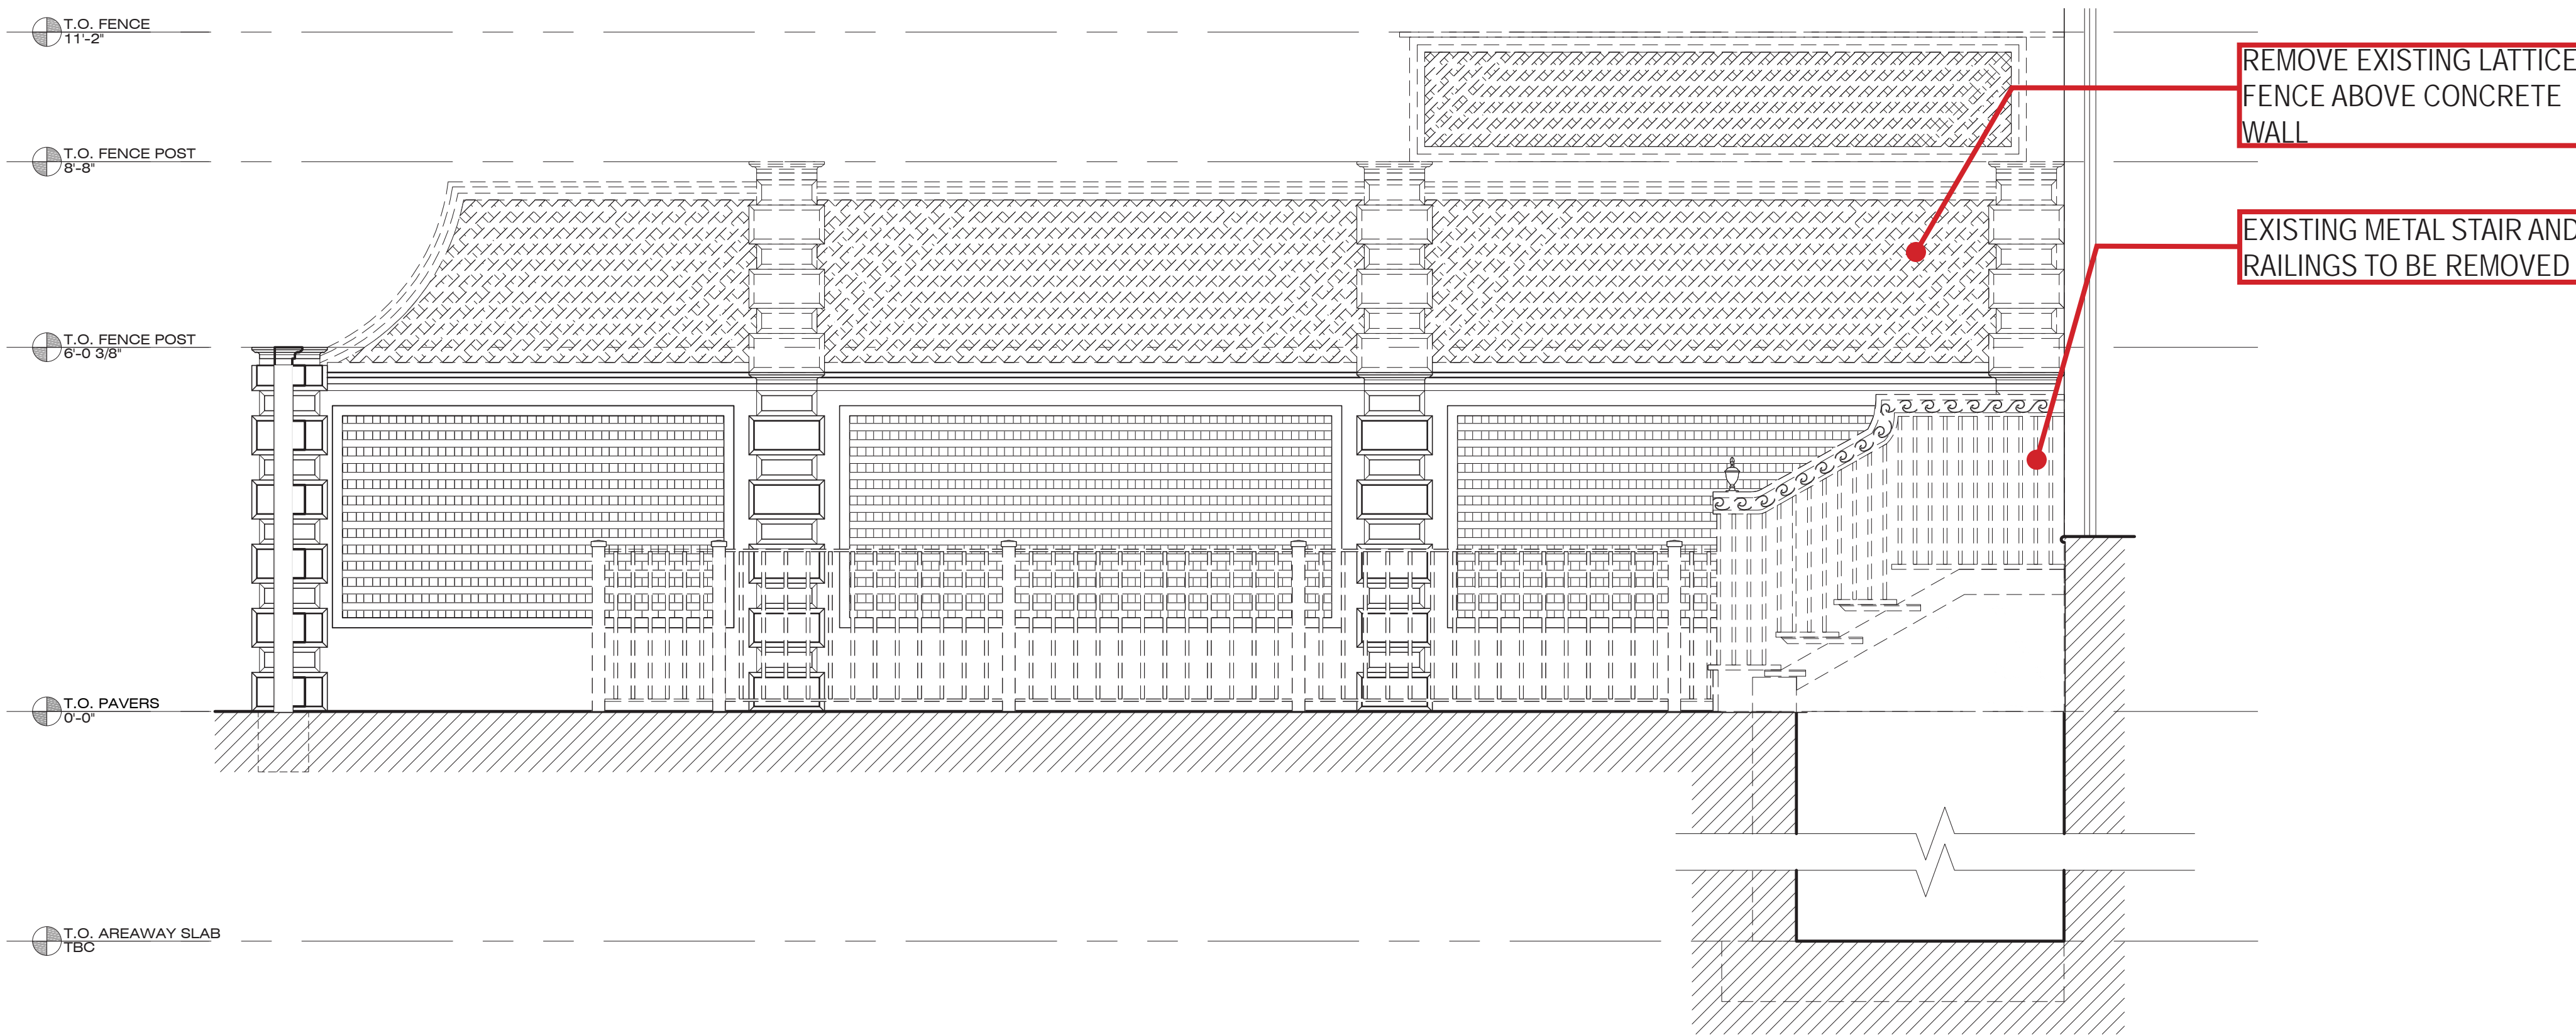 T.O. FENCE
11'-2"
REMOVE EXISTING LATTICE
FENCE ABOVE CONCRETE
WALL
T.O. FENCE POST
8'-8"
EXISTING METAL STAIR AND
RAILINGS TO BE REMOVED
T.O. FENCE POST
6'-0 3/8"
T.O. PAVERS
0'-0"
T.O. AREAWAY SLAB
TBC